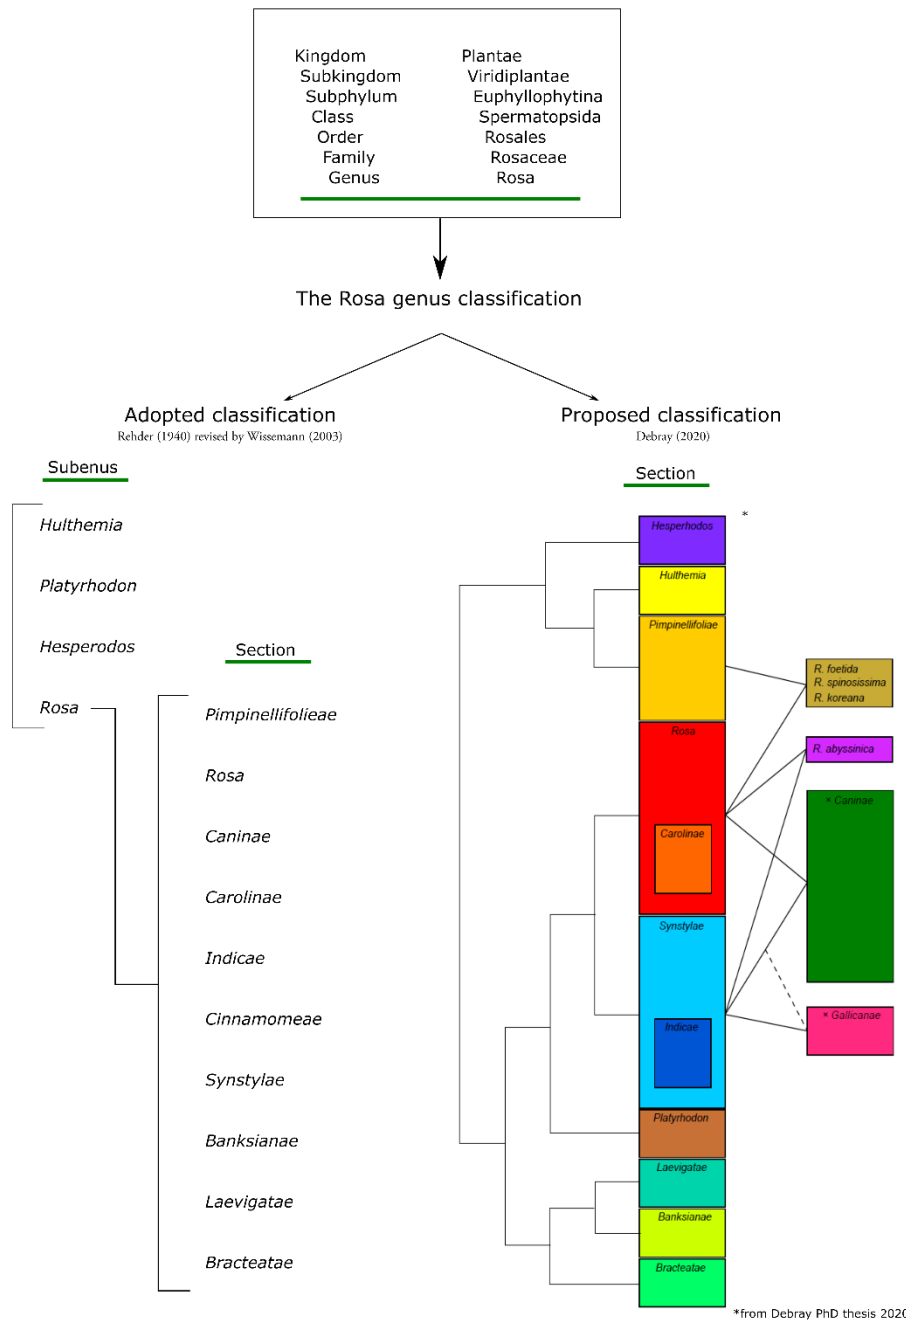 Kingdom Plantae
Subkingdom Viridiplantae
Subphylum Euphyllophytina
Class Spermatopsida
Order Rosales
Family Rosaceae
Genus Rosa
The Rosa genus classification
Adopted classification
Rehder (1940) revised by Wissemann (2003)
Subenus
Hulthemia
Platyrhodon
Hesperodos
Rosa
Section
Pimpinellifolieae
Rosa
Caninae
Carolinae
Indicae
Cinnamomeae
Synstylae
Banksianae
Laevigatae
Bracteatae
Proposed classification
Debray (2020)
Section
*
Hesperhodos
Hulthemia
Pimpinellifoliae
Rosa
Carolinae
Synstylae
Indicae
Platyrhodon
Laevigatae
Banksianae
Bracteatae
R. foetida
R. spinosissima
R. koreana
R. abyssinica
× Caninae
× Gallicanae
*from Debray PhD thesis 2020